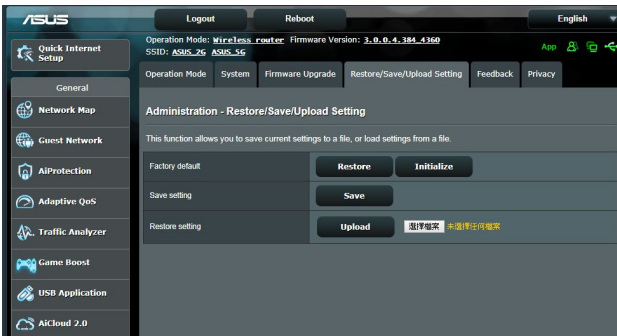 ASUS
Logout
Reboot
English
Operation Mode: Wireless router Firmware Version: 3.0.0.4.384_4360
SSID: ASUS_2G ASUS_5G
App
Quick Internet
Setup
Operation Mode System Firmware Upgrade Restore/Save/Upload Setting Feedback Privacy
General
Network Map
Guest Network
AiProtection
Adaptive QoS
Traffic Analyzer
Game Boost
USB Application
AiCloud 2.0
Administration - Restore/Save/Upload Setting
This function allows you to save current settings to a file, or load settings from a file.
Factory default Restore Initialize
Save setting Save
Restore setting Upload 選擇檔案 未選擇任何檔案